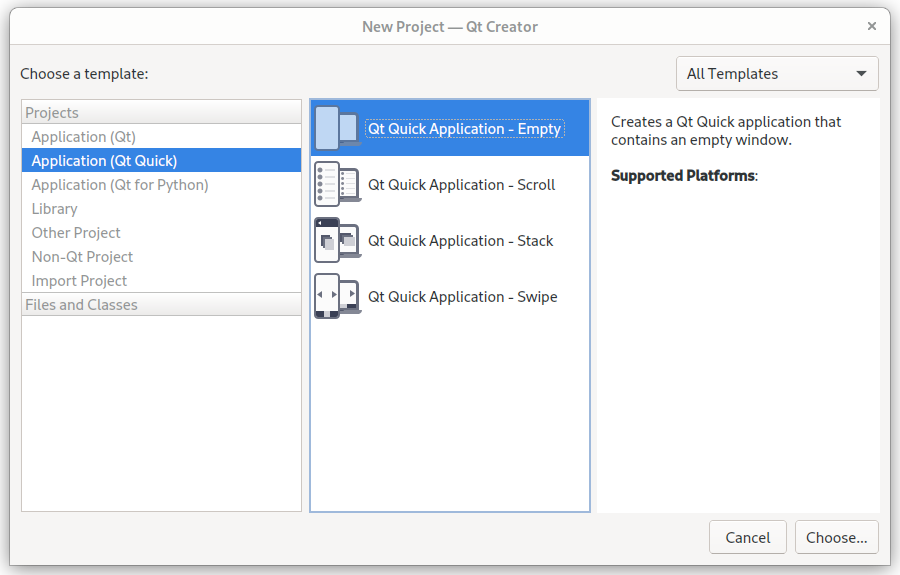 New Project — Qt Creator
Choose a template:
All Templates
Projects
Application (Qt)
Application (Qt Quick)
Application (Qt for Python)
Library
Other Project
Non-Qt Project
Import Project
Files and Classes
Qt Quick Application - Empty
Qt Quick Application - Scroll
Qt Quick Application - Stack
Qt Quick Application - Swipe
Creates a Qt Quick application that
contains an empty window.
Supported Platforms:
Cancel
Choose...